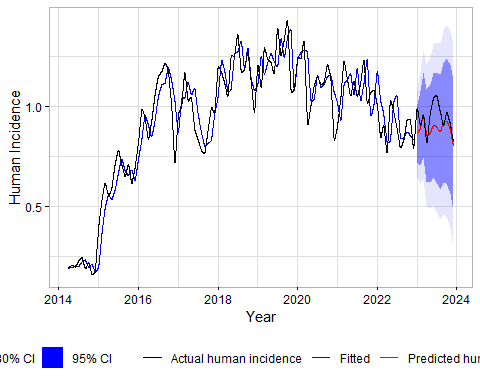 1.0
0.5
Human Incidence
2014 2016 2018 2020 2022 2024
Year
80% CI 95% CI Actual human incidence Fitted Predicted hu